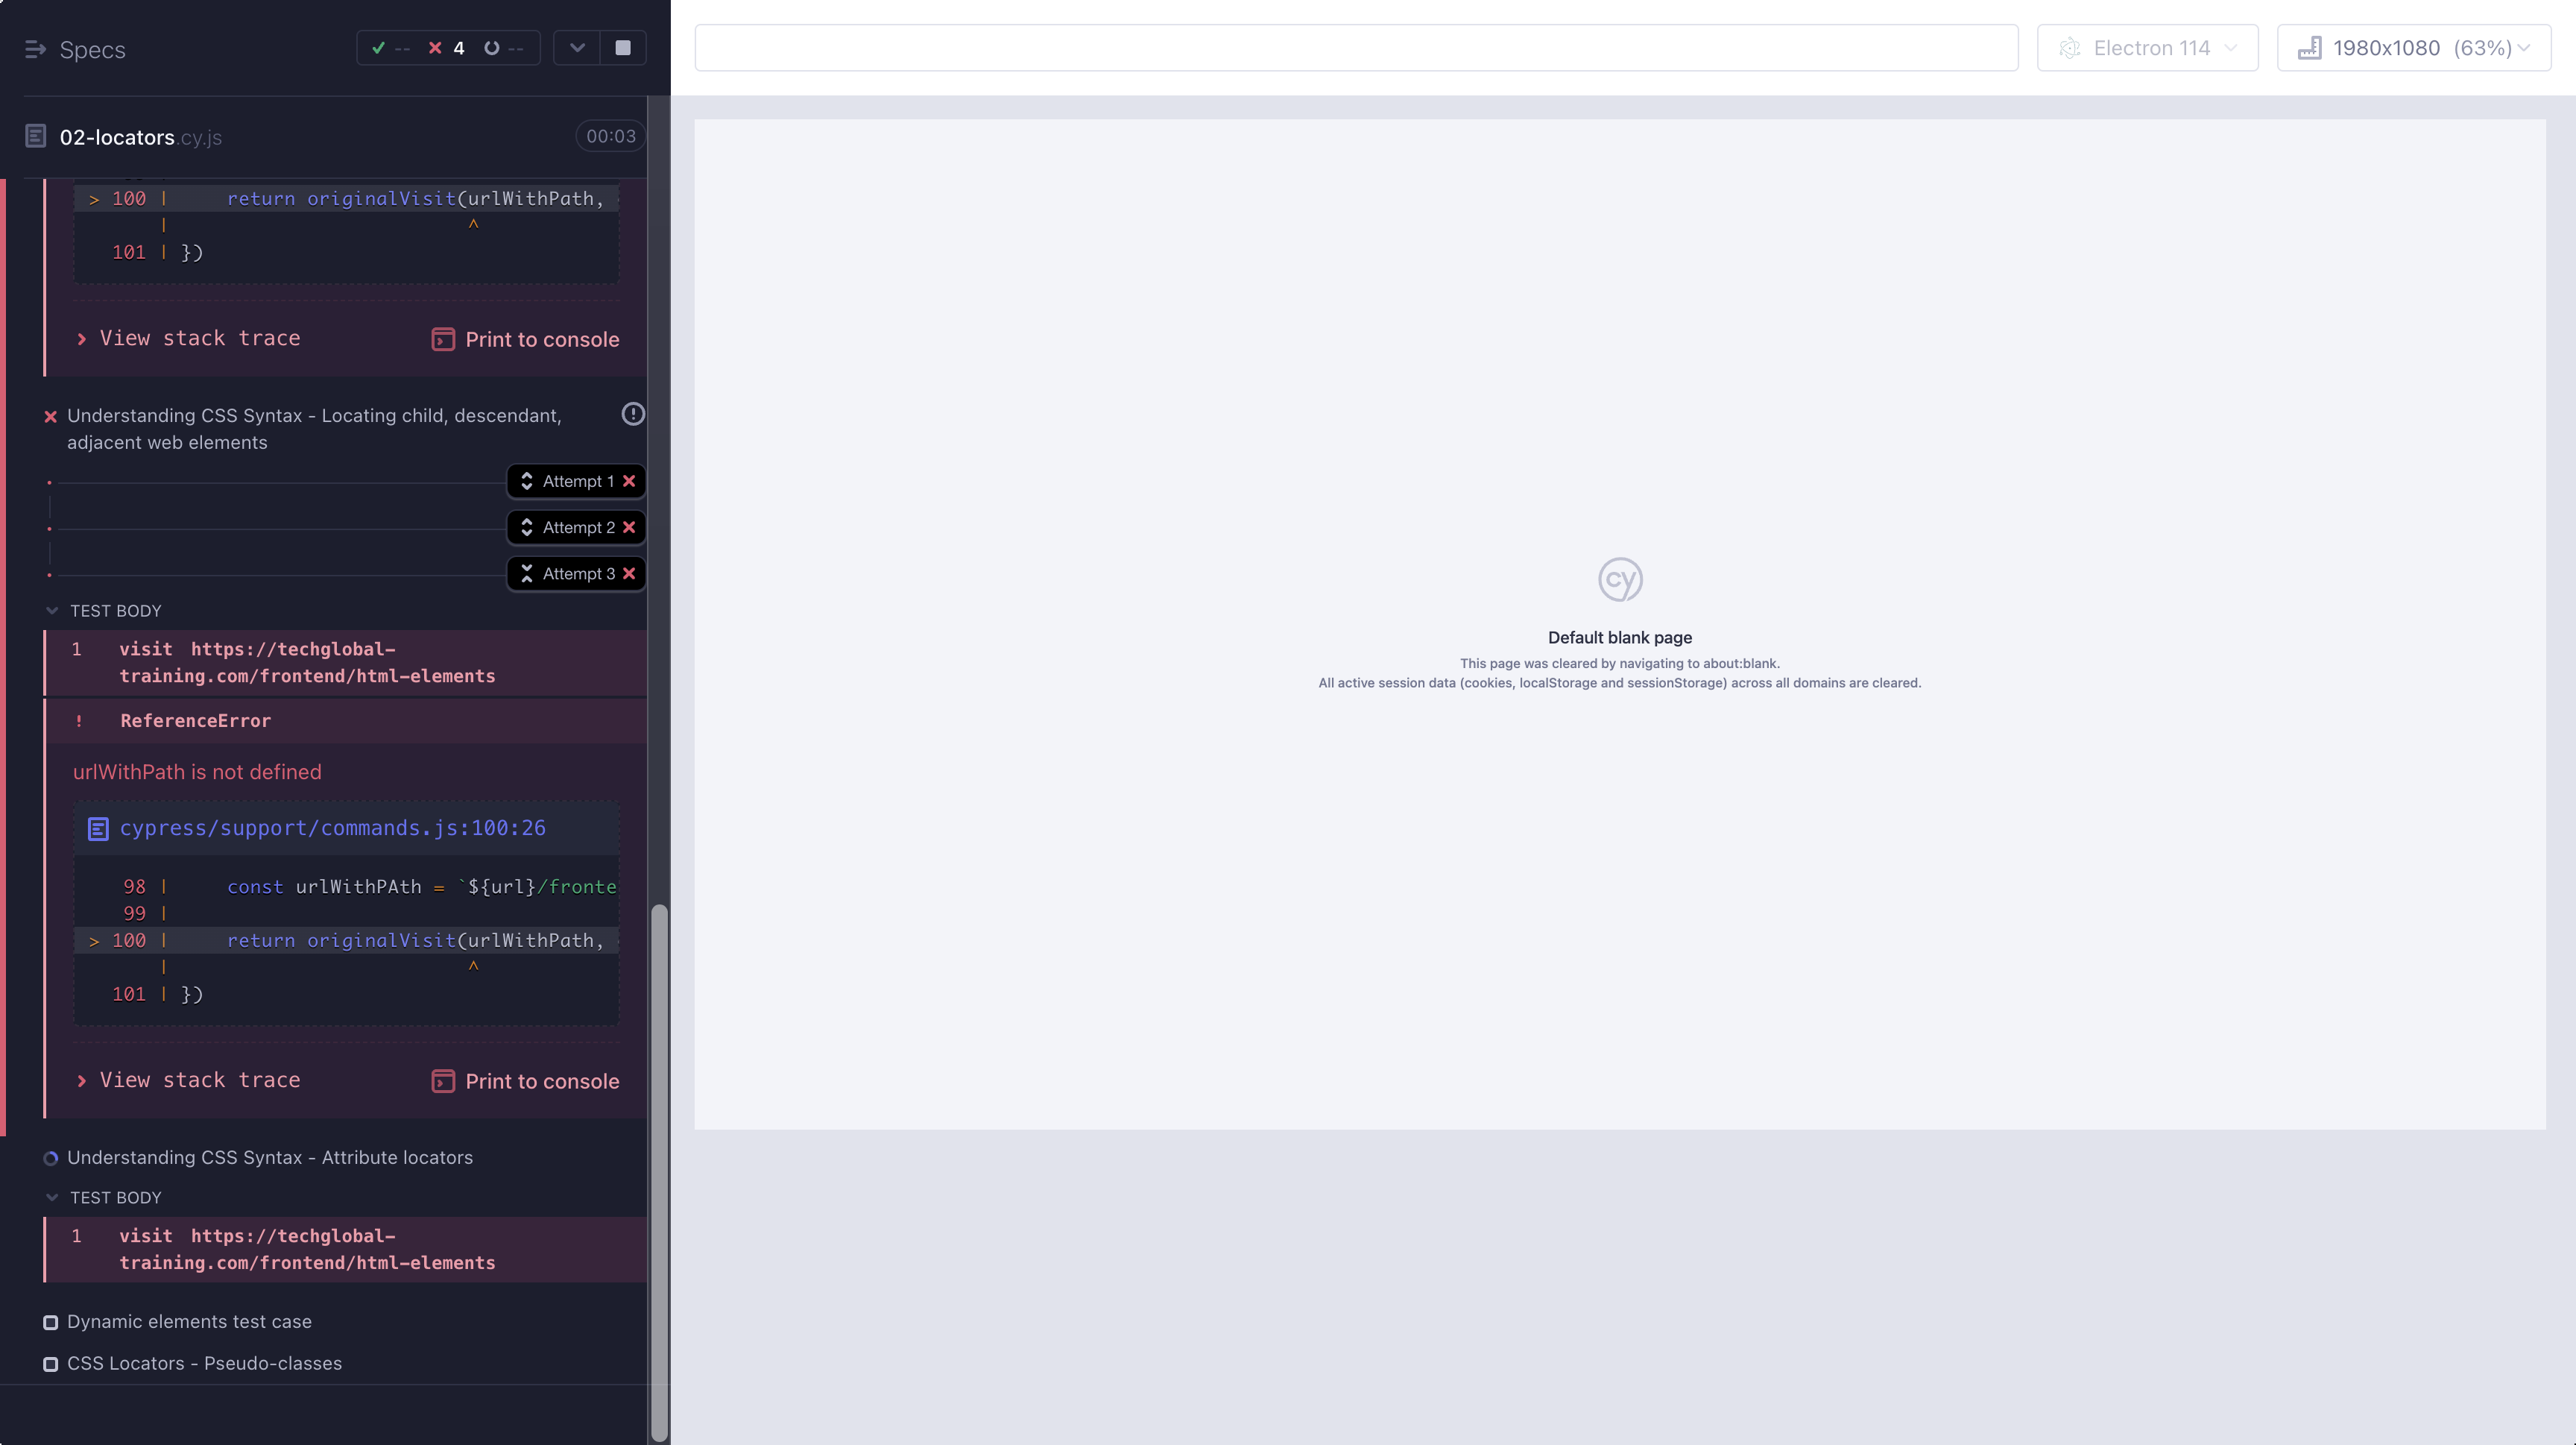 Specs
-- 4 --
02-locators.cy.js
00:03
> 100 | return originalVisit(urlWithPath,
| ^
101 | })
View stack trace
Print to console
Understanding CSS Syntax - Locating child, descendant,
adjacent web elements
Attempt 1
Attempt 2
Attempt 3
TEST BODY
1 visit https://techglobal-
training.com/frontend/html-elements
! ReferenceError
urlWithPath is not defined
cypress/support/commands.js:100:26
98 | const urlWithPAth = `${url}/fronte
99 |
> 100 | return originalVisit(urlWithPath,
| ^
101 | })
View stack trace
Print to console
Understanding CSS Syntax - Attribute locators
TEST BODY
1 visit https://techglobal-
training.com/frontend/html-elements
Dynamic elements test case
CSS Locators - Pseudo-classes
Electron 114
1980x1080 (63%)
cy
Default blank page
This page was cleared by navigating to about:blank.
All active session data (cookies, localStorage and sessionStorage) across all domains are cleared.